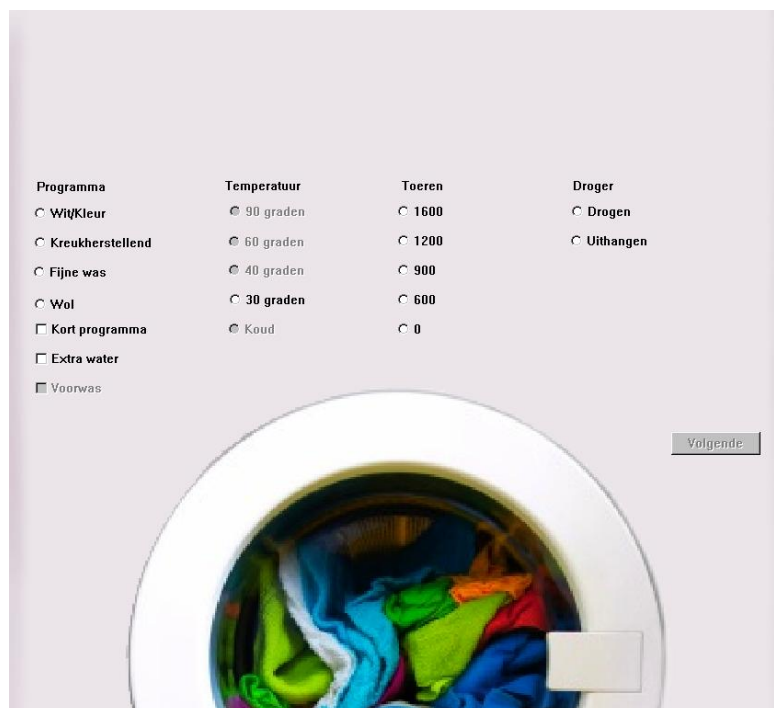 Programma
Wit/Kleur
Kreukherstellend
Fijne was
Wol
Kort programma
Extra water
Voorwas
Temperatuur
90 graden
60 graden
40 graden
30 graden
Koud
Toeren
1600
1200
900
600
0
Droger
Drogen
Uithangen
Volgende